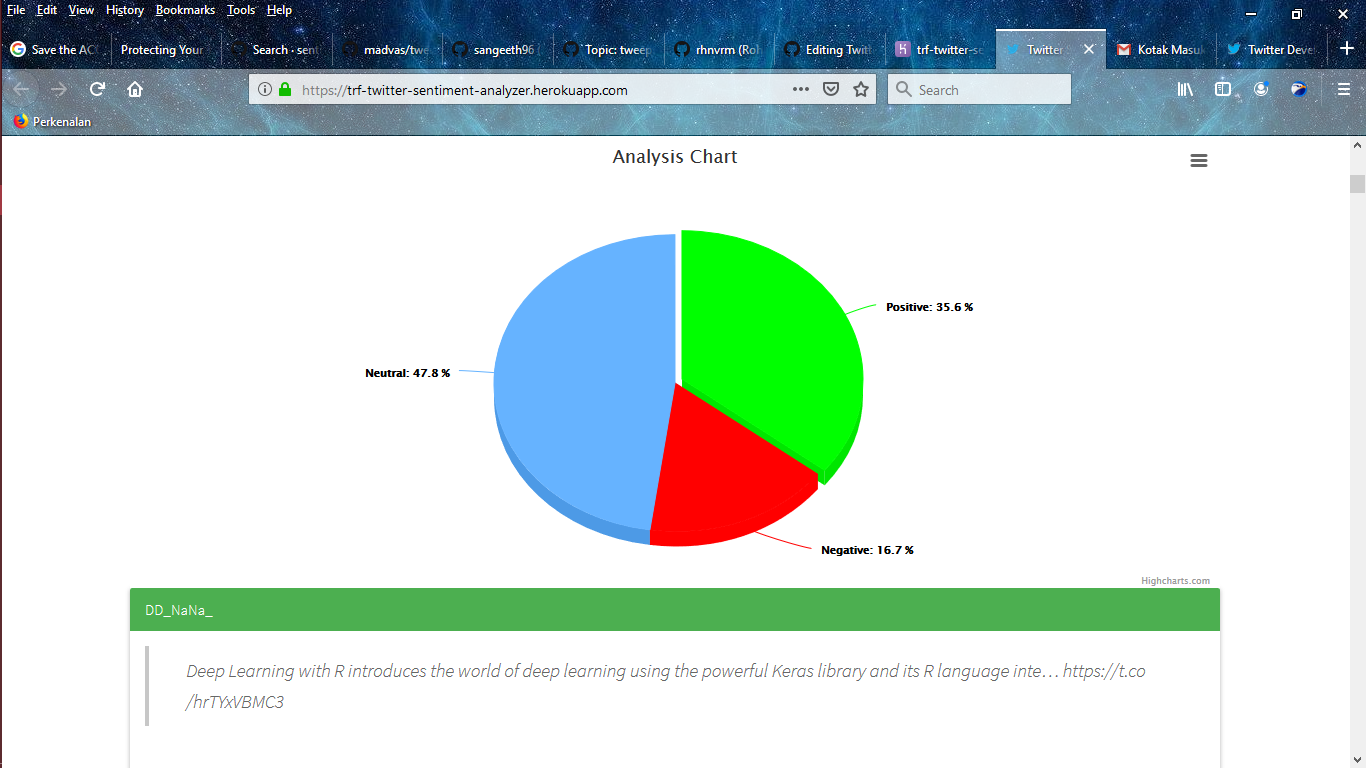 File Edit View History Bookmarks Tools Help
Save the AC Protecting Your Search · sent madvas/twe sangeeth96 Topic: tweep rhnvrm (Roh Editing Twitt trf-twitter-se Twitter Kotak Masuk Twitter Deve
https://trf-twitter-sentiment-analyzer.herokuapp.com Search
Perkenalan
Analysis Chart
Positive: 35.6 %
Neutral: 47.8 %
Negative: 16.7 %
Highcharts.com
DD_NaNa_
Deep Learning with R introduces the world of deep learning using the powerful Keras library and its R language inte… https://t.co
/hrTYxVBMC3